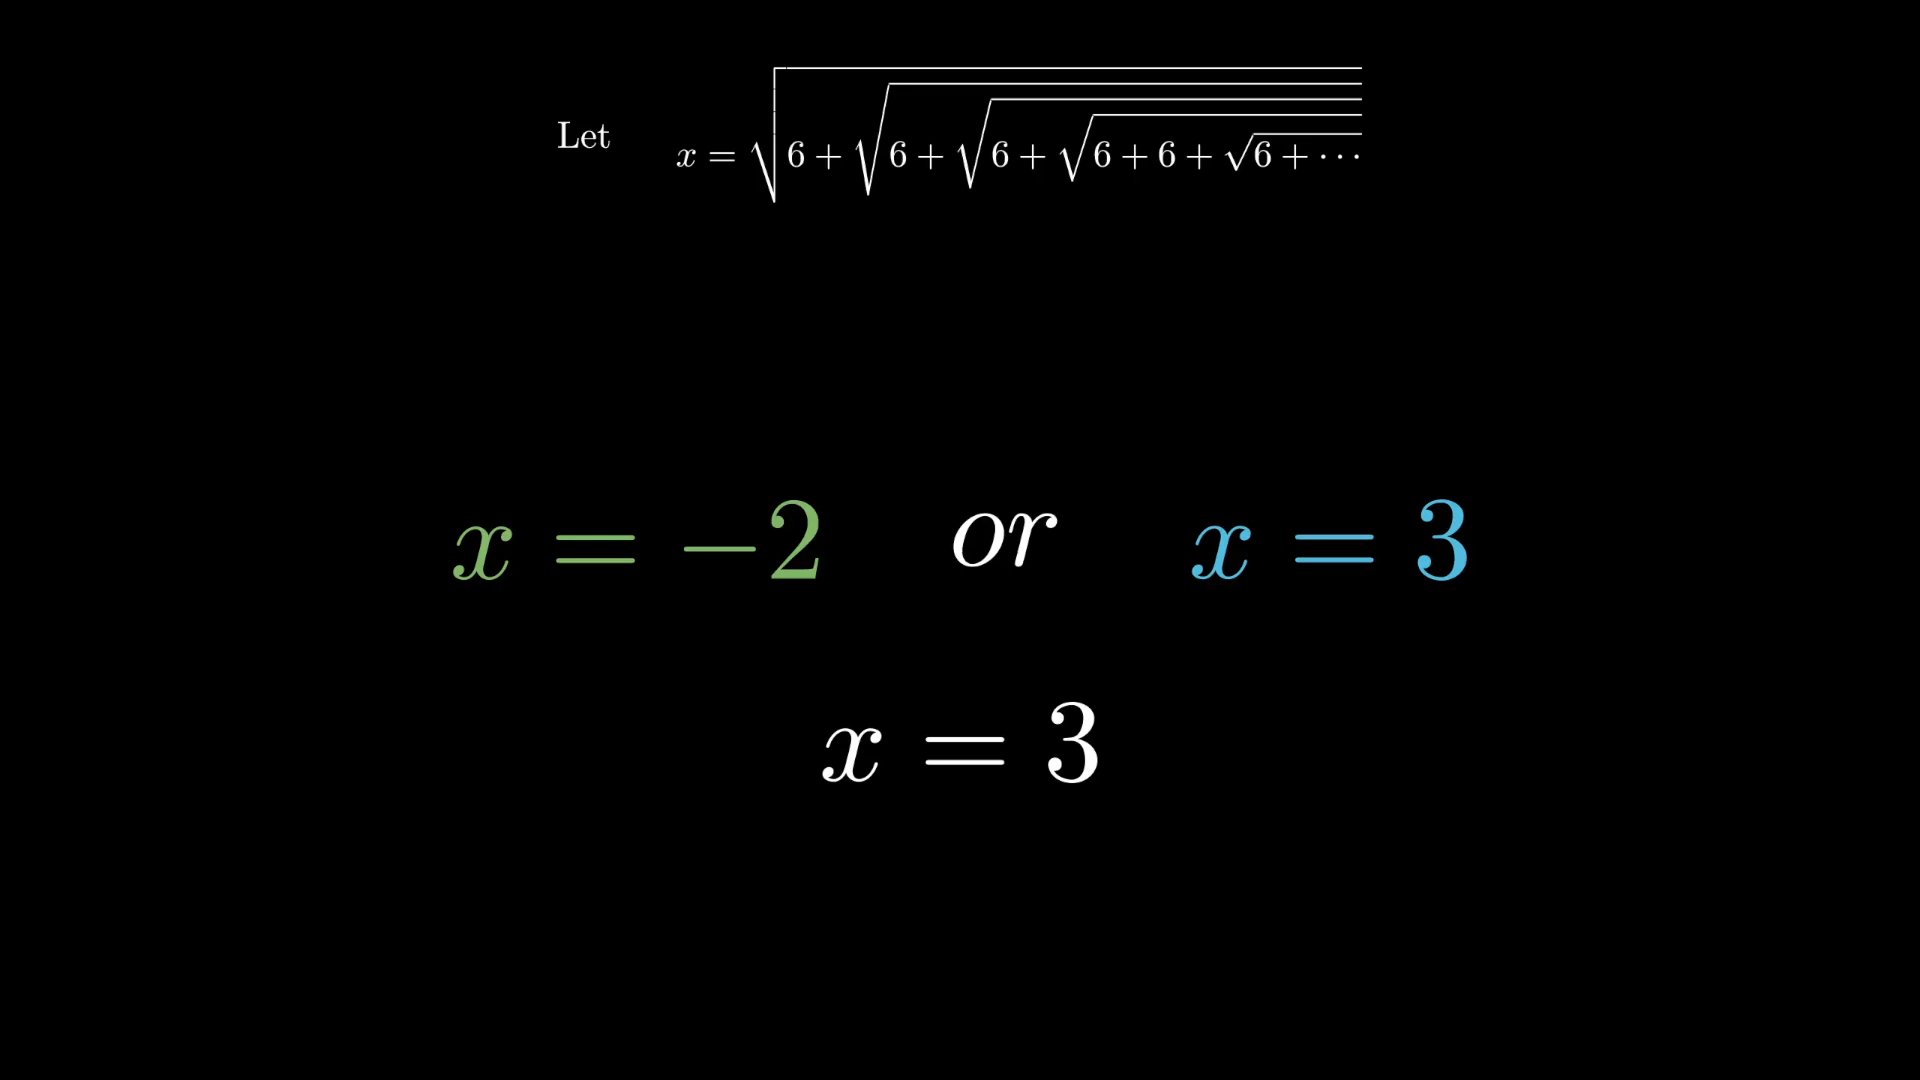 Let x = √(6 + √(6 + √(6 + √(6 + 6 + √(6 + ⋯)))))
x = −2 or x = 3
x = 3